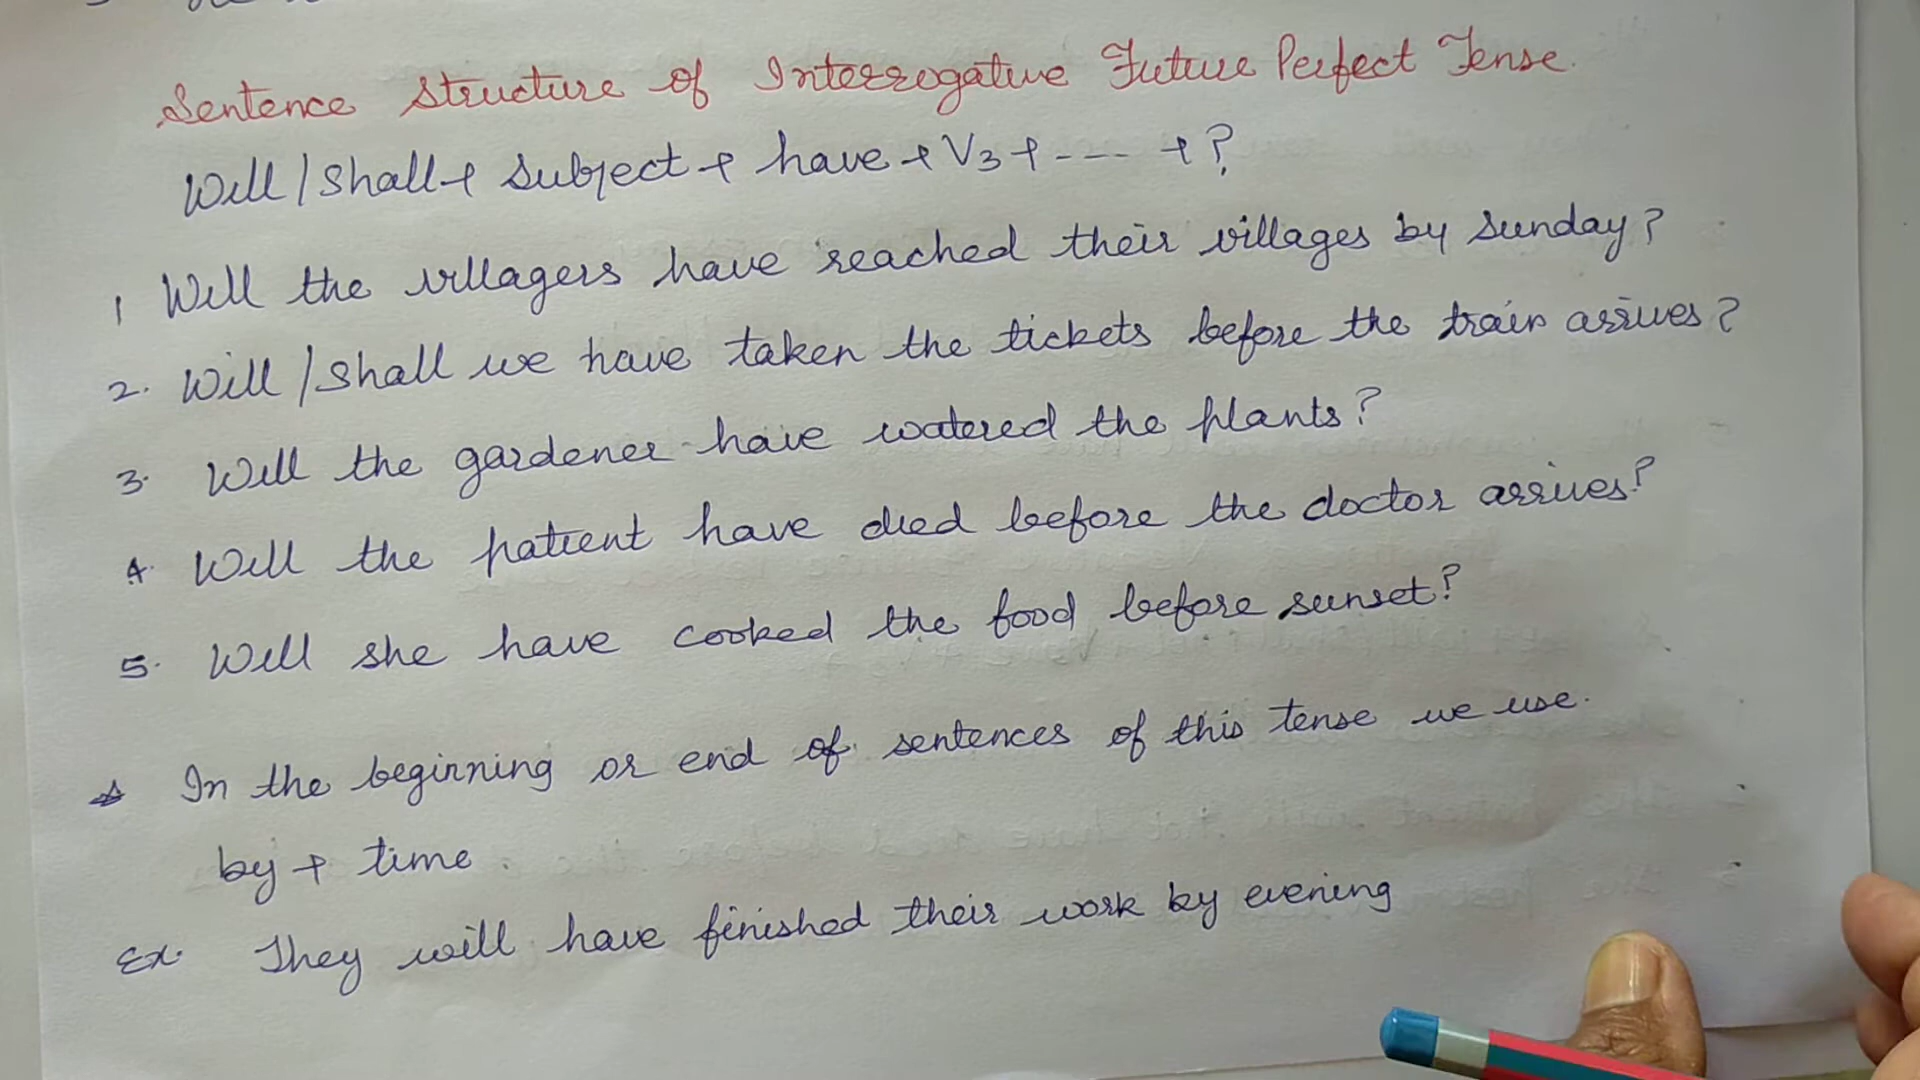 Sentence Structure of Interrogative Future Perfect Tense.
Will / Shall + Subject + have + V3 + ---- + ?
1 Will the villagers have reached their villages by Sunday?
2. Will / Shall we have taken the tickets before the train arrives?
3. Will the gardener have watered the plants?
4. Will the patient have died before the doctor arrives?
5. Will she have cooked the food before sunset?
In the beginning or end of sentences of this tense we use.
by + time.
Ex. They will have finished their work by evening